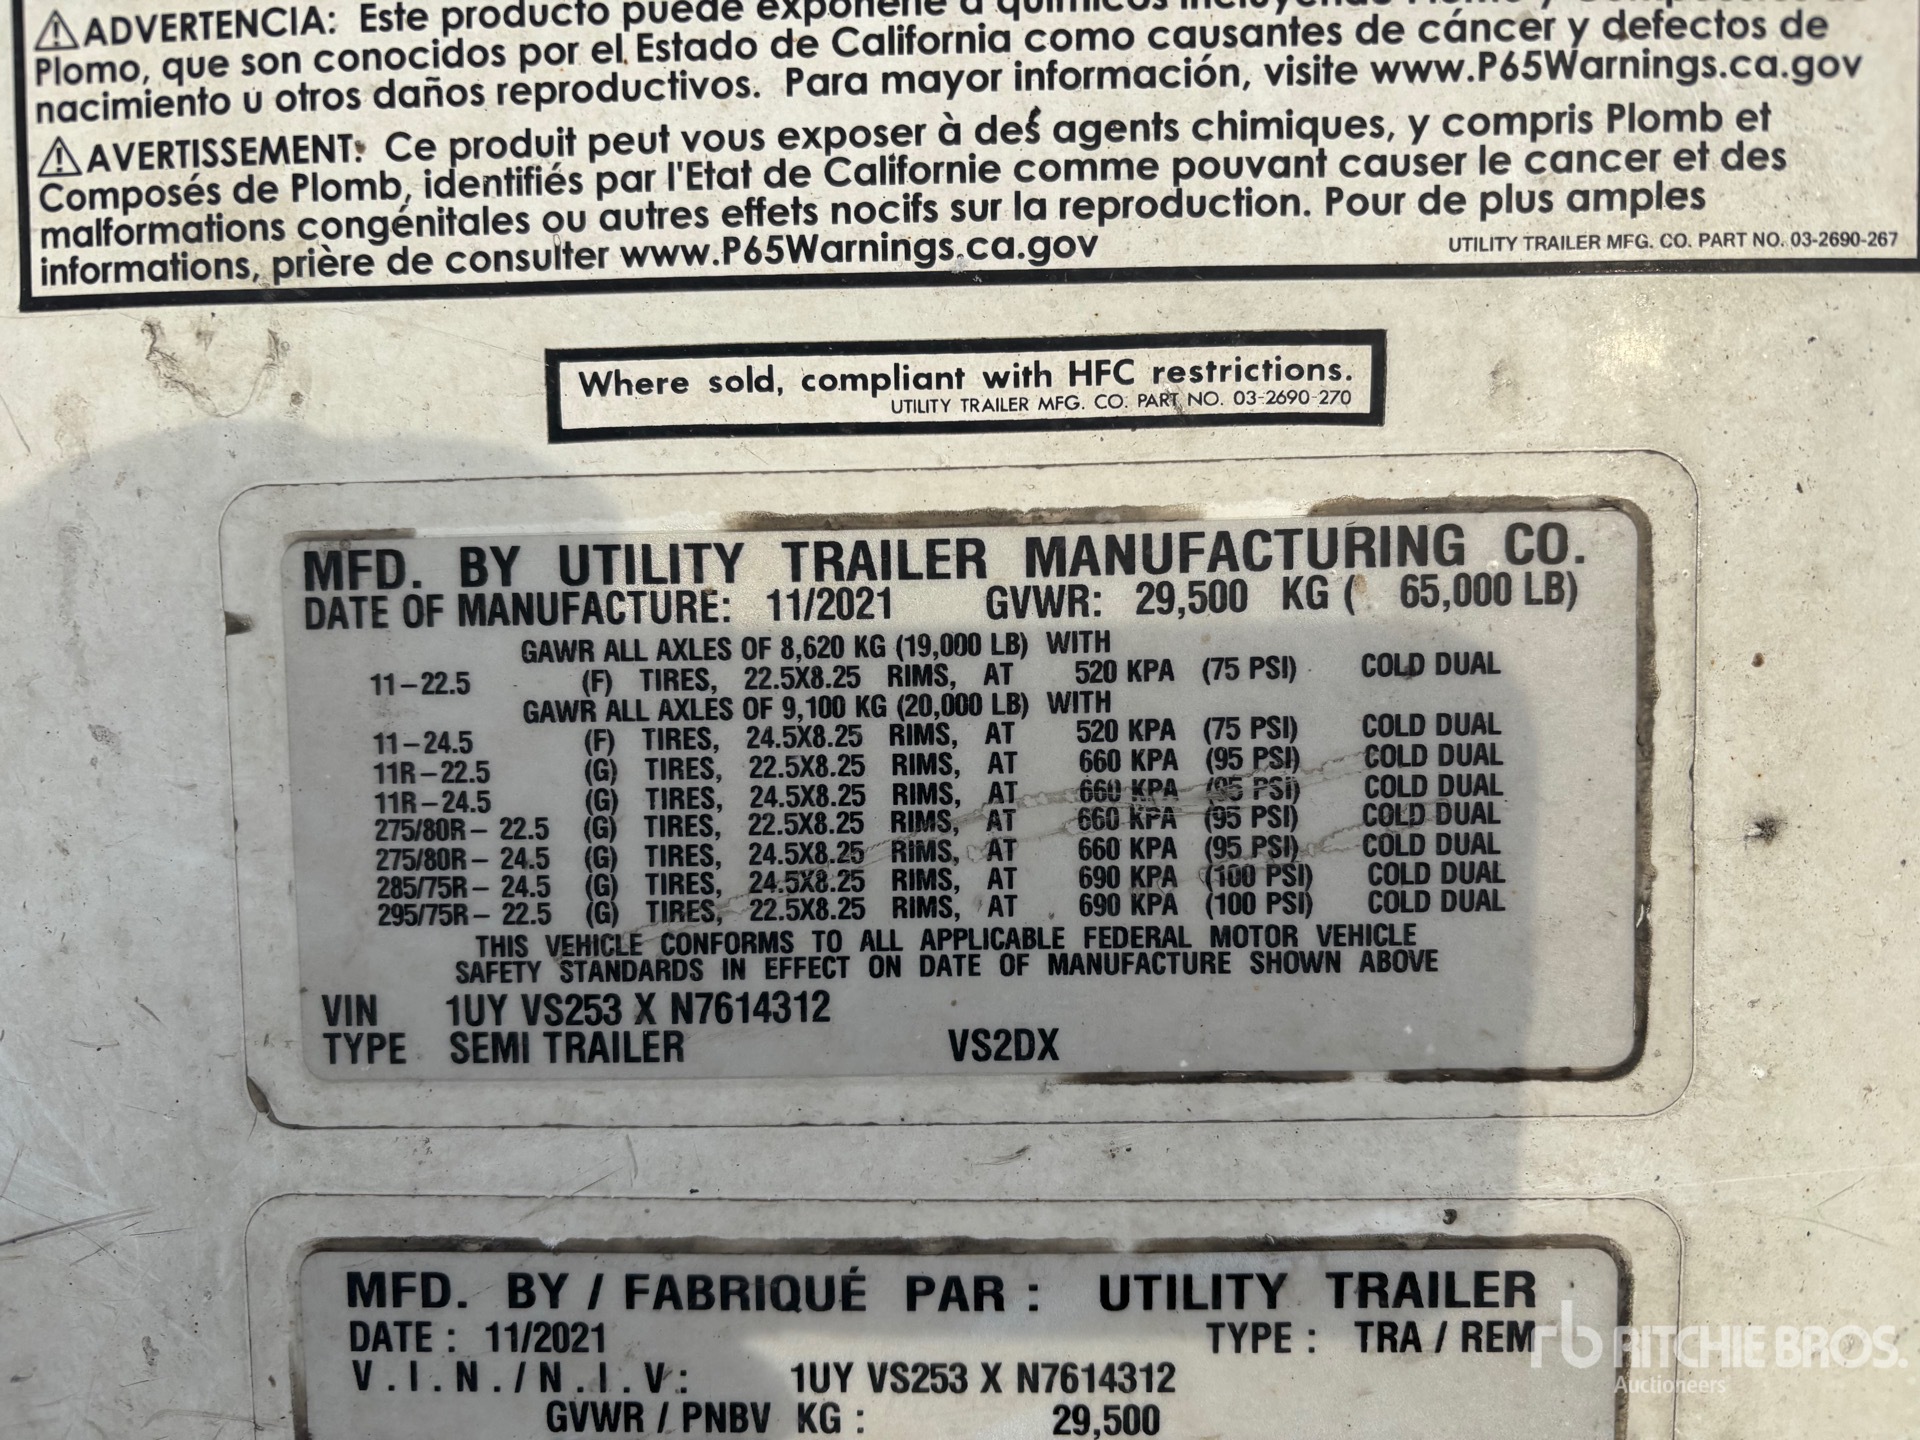 ⚠ADVERTENCIA: Este producto puede exponerle a químicos incluyendo Plomo y Compuestos de
Plomo, que son conocidos por el Estado de California como causantes de cáncer y defectos de
nacimiento u otros daños reproductivos. Para mayor información, visite www.P65Warnings.ca.gov
⚠AVERTISSEMENT: Ce produit peut vous exposer à des agents chimiques, y compris Plomb et
Composés de Plomb, identifiés par l'Etat de Californie comme pouvant causer le cancer et des
malformations congénitales ou autres effets nocifs sur la reproduction. Pour de plus amples
informations, prière de consulter www.P65Warnings.ca.gov
UTILITY TRAILER MFG. CO. PART NO. 03-2690-267
Where sold, compliant with HFC restrictions.
UTILITY TRAILER MFG. CO. PART NO. 03-2690-270
MFD. BY UTILITY TRAILER MANUFACTURING CO.
DATE OF MANUFACTURE: 11/2021 GVWR: 29,500 KG ( 65,000 LB)
GAWR ALL AXLES OF 8,620 KG (19,000 LB) WITH
11-22.5 (F) TIRES, 22.5X8.25 RIMS, AT 520 KPA (75 PSI) COLD DUAL
GAWR ALL AXLES OF 9,100 KG (20,000 LB) WITH
11-24.5 (F) TIRES, 24.5X8.25 RIMS, AT 520 KPA (75 PSI) COLD DUAL
11R-22.5 (G) TIRES, 22.5X8.25 RIMS, AT 660 KPA (95 PSI) COLD DUAL
11R-24.5 (G) TIRES, 24.5X8.25 RIMS, AT 660 KPA (95 PSI) COLD DUAL
275/80R- 22.5 (G) TIRES, 22.5X8.25 RIMS, AT 660 KPA (95 PSI) COLD DUAL
275/80R- 24.5 (G) TIRES, 24.5X8.25 RIMS, AT 660 KPA (95 PSI) COLD DUAL
285/75R- 24.5 (G) TIRES, 24.5X8.25 RIMS, AT 690 KPA (100 PSI) COLD DUAL
295/75R- 22.5 (G) TIRES, 22.5X8.25 RIMS, AT 690 KPA (100 PSI) COLD DUAL
THIS VEHICLE CONFORMS TO ALL APPLICABLE FEDERAL MOTOR VEHICLE
SAFETY STANDARDS IN EFFECT ON DATE OF MANUFACTURE SHOWN ABOVE
VIN 1UY VS253 X N7614312
TYPE SEMI TRAILER VS2DX
MFD. BY / FABRIQUÉ PAR : UTILITY TRAILER
DATE : 11/2021 TYPE : TRA / REM
V.I.N./N.I.V: 1UY VS253 X N7614312
GVWR / PNBV KG : 29,500
rb RITCHIE BROS.
Auctioneers